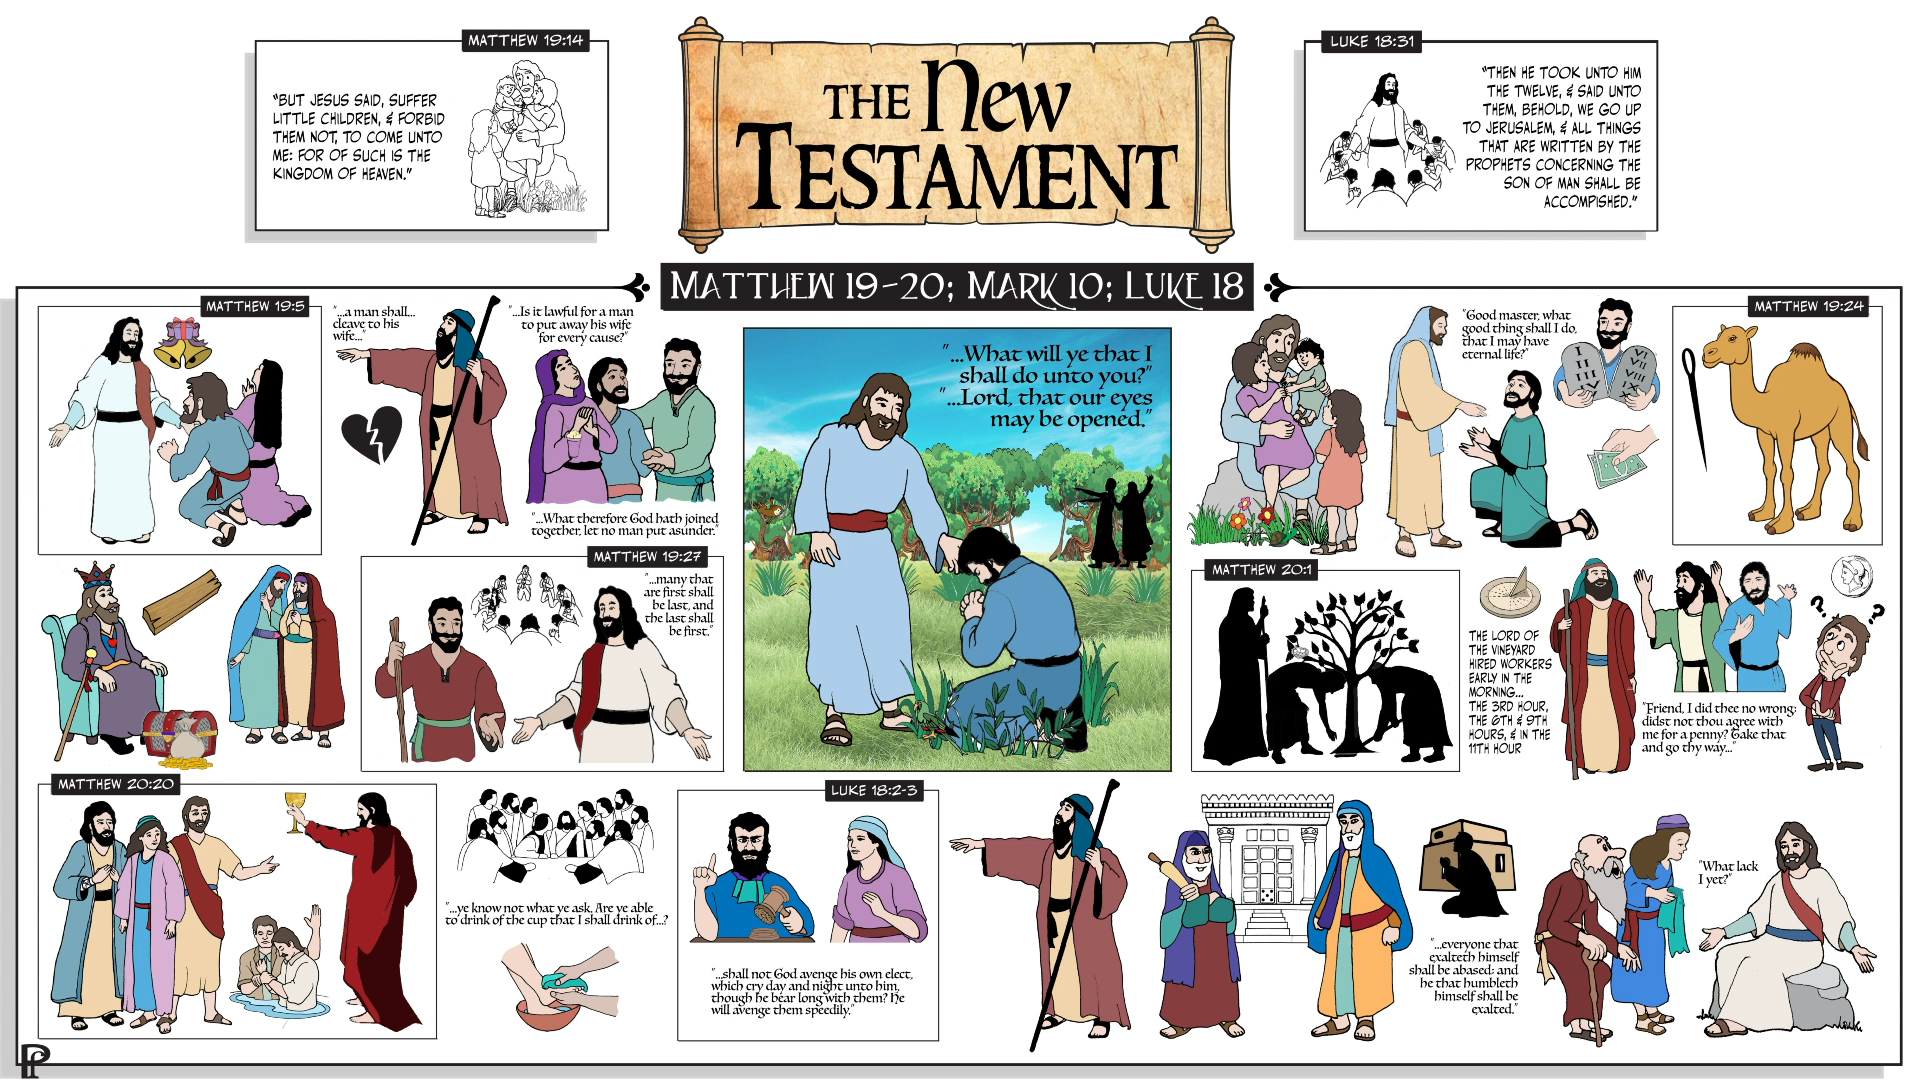 MATTHEW 19:14
"BUT JESUS SAID, SUFFER
LITTLE CHILDREN, & FORBID
THEM NOT, TO COME UNTO
ME: FOR OF SUCH IS THE
KINGDOM OF HEAVEN."
THE New
TESTAMENT
LUKE 18:31
"THEN HE TOOK UNTO HIM
THE TWELVE, & SAID UNTO
THEM, BEHOLD, WE GO UP
TO JERUSALEM, & ALL THINGS
THAT ARE WRITTEN BY THE
PROPHETS CONCERNING THE
SON OF MAN SHALL BE
ACCOMPISHED."
MATTHEW 19-20; MARK 10; LUKE 18
MATTHEW 19:5
"...a man shall...
cleave to his
wife..."
"...Is it lawful for a man
to put away his wife
for every cause?"
"...What therefore God hath joined
together, let no man put asunder."
"...What will ye that I
shall do unto you?"
"...Lord, that our eyes
may be opened."
"Good master, what
good thing shall I do,
that I may have
eternal life?"
I
II
III
IV
VI
VII
VIII
IX
MATTHEW 19:24
MATTHEW 19:27
"...many that
are first shall
be last, and
the last shall
be first."
MATTHEW 20:1
THE LORD OF
THE VINEYARD
HIRED WORKERS
EARLY IN THE
MORNING...
THE 3RD HOUR,
THE 6TH & 9TH
HOURS, & IN THE
11TH HOUR
"Friend, I did thee no wrong:
didst not thou agree with
me for a penny? Take that
and go thy way..."
? ?
MATTHEW 20:20
"...ye know not what ye ask. Are ye able
to drink of the cup that I shall drink of...?
LUKE 18:2-3
"...shall not God avenge his own elect,
which cry day and night unto him,
though he bear long with them? He
will avenge them speedily."
"...everyone that
exalteth himself
shall be abased; and
he that humbleth
himself shall be
exalted."
"What lack
I yet?"